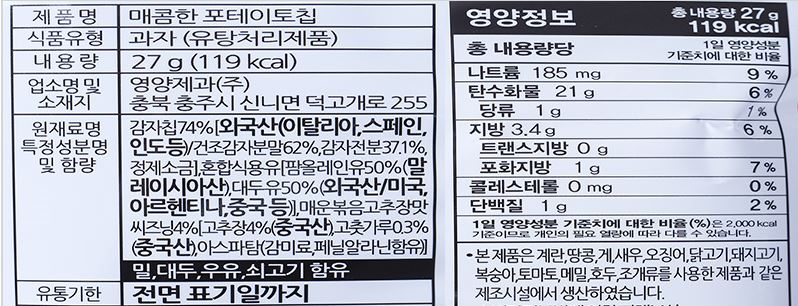 제 품 명 매콤한 포테이토칩
식품유형 과자 (유탕처리제품)
내 용 량 27 g (119 kcal)
업소명 및 소재지 영양제과(주)
충북 충주시 신니면 덕고개로 255
원재료명 특정성분명 및 함량
감자칩74% [외국산(이탈리아,스페인,
인도등)/건조감자분말62%,감자전분37.1%,
정제소금],혼합식용유[팜올레인유50%(말
레이시아산),대두유50%(외국산/미국,
아르헨티나,중국 등)],매운볶음고추장맛
씨즈닝4%[고추장4%(중국산),고춧가루0.3%
(중국산),아스파탐(감미료,페닐알라닌함유)]
밀,대두,우유,쇠고기 함유
유통기한 전면 표기일까지
영양정보 총 내용량 27 g
119 kcal
총 내용량당 1일 영양성분
기준치에 대한 비율
나트륨 185 mg 9 %
탄수화물 21 g 6 %
당류 1 g 1 %
지방 3.4 g 6 %
트랜스지방 0 g
포화지방 1 g 7 %
콜레스테롤 0 mg 0 %
단백질 1 g 2 %
1일 영양성분 기준치에 대한 비율(%)은 2,000 kcal
기준이므로 개인의 필요 열량에 따라 다를 수 있습니다.
• 본 제품은 계란,땅콩,게,새우,오징어,닭고기,돼지고기,
복숭아,토마토,메밀,호두,조개류를 사용한 제품과 같은
제조시설에서 생산하였습니다.